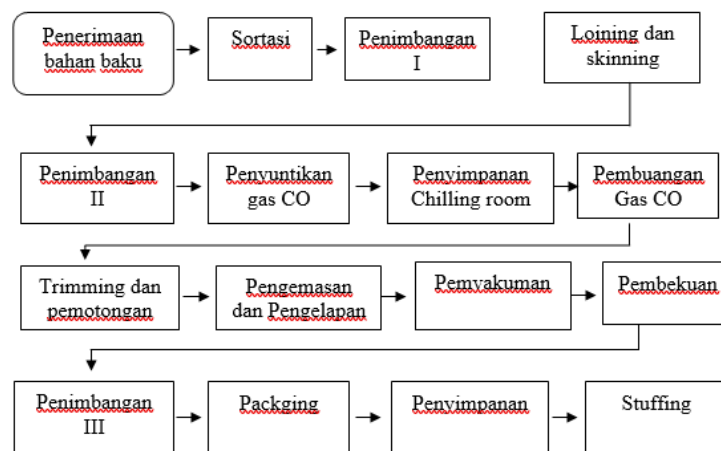 Penerimaan
bahan baku
Sortasi
Penimbangan
I
Loining dan
skinning
Penimbangan
II
Penyuntikan
gas CO
Penyimpanan
Chilling room
Pembuangan
Gas CO
Trimming dan
pemotongan
Pengemasan
dan Pengelapan
Pemyakuman
Pembekuan
Penimbangan
III
Packging
Penyimpanan
Stuffing